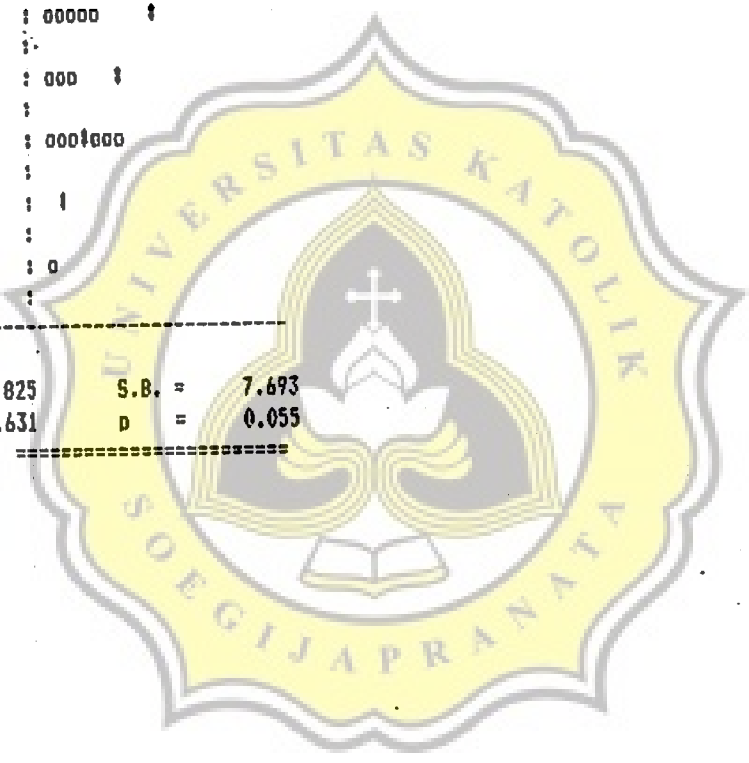 : 00000 *
:
: 000 *
:
: 000*000
:
: *
:
: 0
:
-----------------------------
825 S.B. = 7.693
.631 p = 0.055
=============================
UNIVERSITAS KATOLIK
SOEGIJAPRANATA